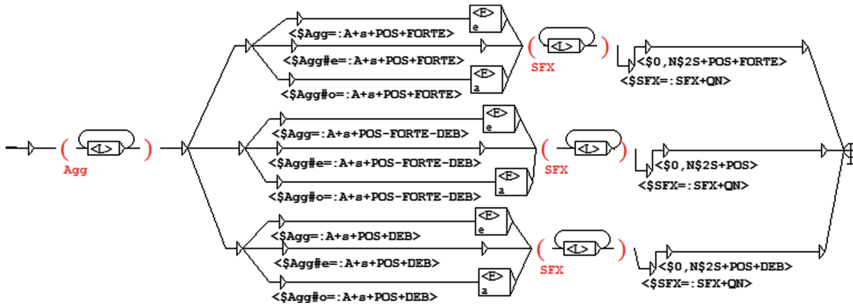 <E>
e
<$Agg=:A+s+POS+FORTE>
<$Agg#e=:A+s+POS+FORTE>
<E>
a
<$Agg#o=:A+s+POS+FORTE>
( <L> )
SFX
<$0,N$2S+POS+FORTE>
<$SFX=:SFX+QN>
( <L> )
Agg
<E>
e
<$Agg=:A+s+POS-FORTE-DEB>
<$Agg#e=:A+s+POS-FORTE-DEB>
<E>
a
<$Agg#o=:A+s+POS-FORTE-DEB>
( <L> )
SFX
<$0,N$2S+POS>
<$SFX=:SFX+QN>
<E>
e
<$Agg=:A+s+POS+DEB>
<$Agg#e=:A+s+POS+DEB>
<E>
a
<$Agg#o=:A+s+POS+DEB>
( <L> )
SFX
<$0,N$2S+POS+DEB>
<$SFX=:SFX+QN>